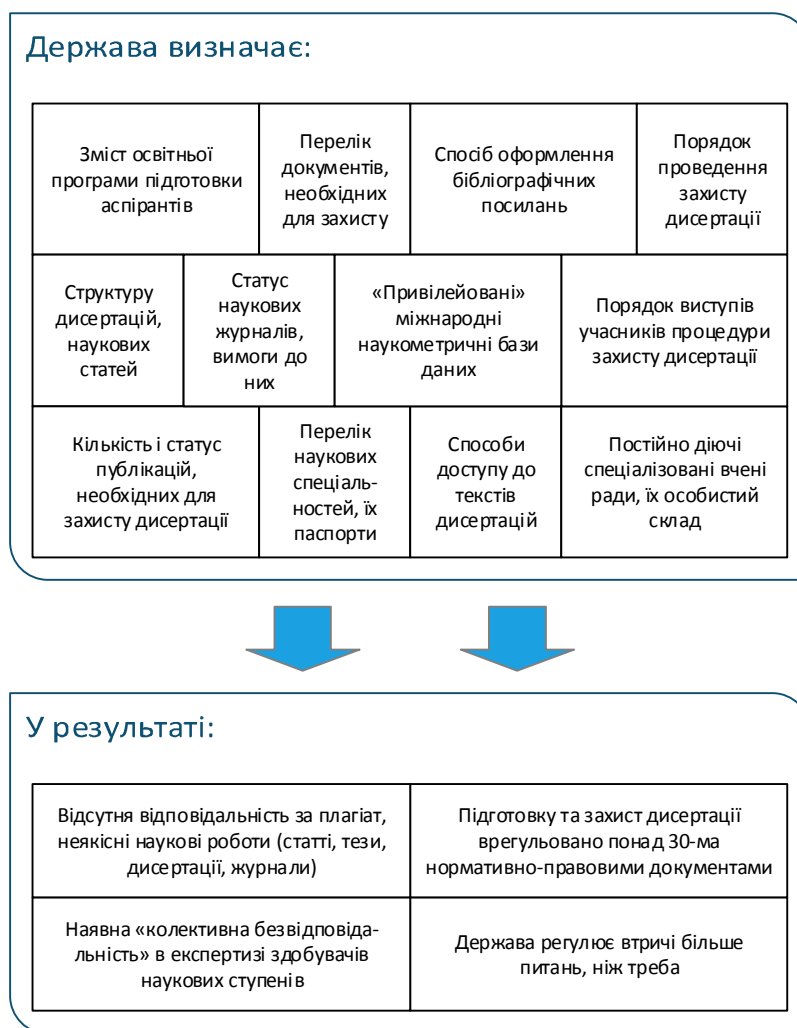 Держава визначає:
Зміст освітньої
програми підготовки
аспірантів
Перелік
документів,
необхідних
для захисту
Спосіб оформлення
бібліографічних
посилань
Порядок
проведення
захисту
дисертації
Структуру
дисертацій,
наукових
статей
Статус
наукових
журналів,
вимоги до
них
«Привілейовані»
міжнародні
наукометричні бази
даних
Порядок виступів
учасників процедури
захисту дисертації
Кількість і статус
публікацій,
необхідних для
захисту дисертації
Перелік
наукових
спеціаль-
ностей, їх
паспорти
Способи
доступу до
текстів
дисертацій
Постійно діючі
спеціалізовані вчені
ради, їх особистий
склад
У результаті:
Відсутня відповідальність за плагіат,
неякісні наукові роботи (статті, тези,
дисертації, журнали)
Підготовку та захист дисертації
врегульовано понад 30-ма
нормативно-правовими документами
Наявна «колективна безвідповіда-
льність» в експертизі здобувачів
наукових ступенів
Держава регулює втричі більше
питань, ніж треба